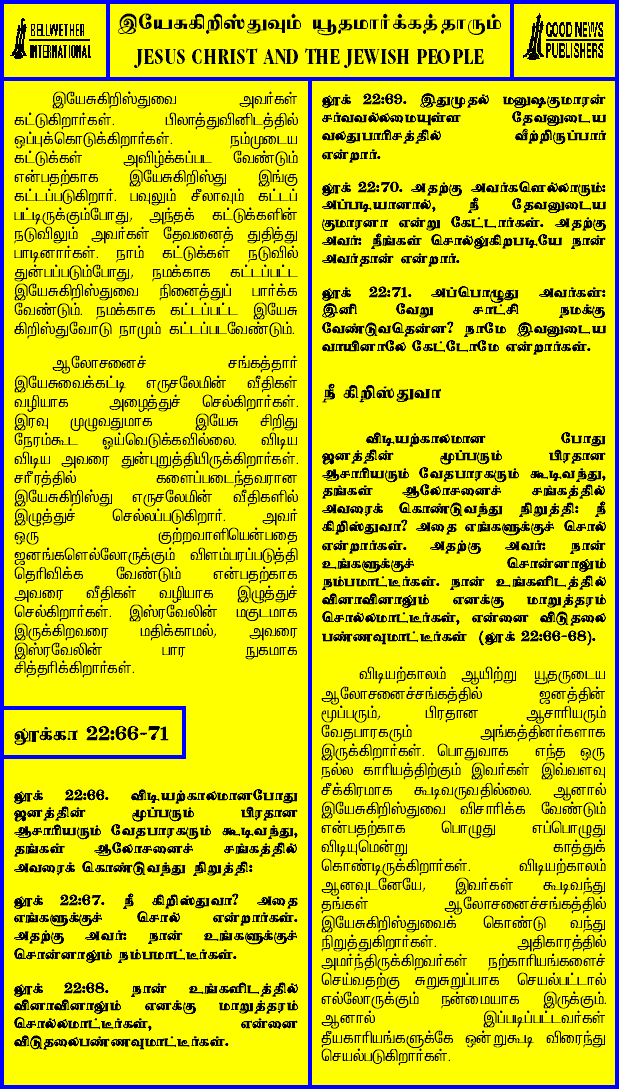 BELLWETHER
INTERNATIONAL
இயேசுகிறிஸ்துவும் யூதமார்க்கத்தாரும்
JESUS CHRIST AND THE JEWISH PEOPLE
GOOD NEWS
PUBLISHERS
இயேசுகிறிஸ்துவை அவர்கள்
கட்டுகிறார்கள். பிலாத்துவினிடத்தில்
ஒப்புக்கொடுக்கிறார்கள். நம்முடைய
கட்டுக்கள் அவிழ்க்கப்பட வேண்டும்
என்பதற்காக இயேசுகிறிஸ்து இங்கு
கட்டப்படுகிறார். பவுலும் சீலாவும் கட்டப்
பட்டிருக்கும்போது, அந்தக் கட்டுக்களின்
நடுவிலும் அவர்கள் தேவனைத் துதித்து
பாடினார்கள். நாம் கட்டுக்கள் நடுவில்
துன்பப்படும்போது, நமக்காக கட்டப்பட்ட
இயேசுகிறிஸ்துவை நினைத்துப் பார்க்க
வேண்டும். நமக்காக கட்டப்பட்ட இயேசு
கிறிஸ்துவோடு நாமும் கட்டப்படவேண்டும்.
ஆலோசனைச் சங்கத்தார்
இயேசுவைக்கட்டி எருசலேமின் வீதிகள்
வழியாக அழைத்துச் செல்கிறார்கள்.
இரவு முழுவதுமாக இயேசு சிறிது
நேரம்கூட ஓய்வெடுக்கவில்லை. விடிய
விடிய அவரை துன்புறுத்தியிருக்கிறார்கள்.
சரீரத்தில் களைப்படைந்தவரான
இயேசுகிறிஸ்து எருசலேமின் வீதிகளில்
இழுத்துச் செல்லப்படுகிறார். அவர்
ஒரு குற்றவாளியென்பதை
ஜனங்களெல்லோருக்கும் விளம்பரப்படுத்தி
தெரிவிக்க வேண்டும் என்பதற்காக
அவரை வீதிகள் வழியாக இழுத்துச்
செல்கிறார்கள். இஸ்ரவேலின் மகுடமாக
இருக்கிறவரை மதிக்காமல், அவரை
இஸ்ரவேலின் பார நுகமாக
சித்தரிக்கிறார்கள்.
லூக்கா 22:66-71
லூக் 22:66. விடியற்காலமானபோது
ஜனத்தின் மூப்பரும் பிரதான
ஆசாரியரும் வேதபாரகரும் கூடிவந்து,
தங்கள் ஆலோசனைச் சங்கத்தில்
அவரைக் கொண்டுவந்து நிறுத்தி:
லூக் 22:67. நீ கிறிஸ்துவா? அதை
எங்களுக்குச் சொல் என்றார்கள்.
அதற்கு அவர்: நான் உங்களுக்குச்
சொன்னாலும் நம்பமாட்டீர்கள்.
லூக் 22:68. நான் உங்களிடத்தில்
வினாவினாலும் எனக்கு மாறுத்தரம்
சொல்லமாட்டீர்கள், என்னை
விடுதலைபண்ணவுமாட்டீர்கள்.
லூக் 22:69. இதுமுதல் மனுஷகுமாரன்
சர்வவல்லமையுள்ள தேவனுடைய
வலதுபாரிசத்தில் வீற்றிருப்பார்
என்றார்.
லூக் 22:70. அதற்கு அவர்களெல்லாரும்:
அப்படியானால், நீ தேவனுடைய
குமாரனா என்று கேட்டார்கள். அதற்கு
அவர்: நீங்கள் சொல்லுகிறபடியே நான்
அவர்தான் என்றார்.
லூக் 22:71. அப்பொழுது அவர்கள்:
இனி வேறு சாட்சி நமக்கு
வேண்டுவதென்ன? நாமே இவனுடைய
வாயினாலே கேட்டோமே என்றார்கள்.
நீ கிறிஸ்துவா
விடியற்காலமான போது
ஜனத்தின் மூப்பரும் பிரதான
ஆசாரியரும் வேதபாரகரும் கூடிவந்து,
தங்கள் ஆலோசனைச் சங்கத்தில்
அவரைக் கொண்டுவந்து நிறுத்தி: நீ
கிறிஸ்துவா? அதை எங்களுக்குச் சொல்
என்றார்கள். அதற்கு அவர்: நான்
உங்களுக்குச் சொன்னாலும்
நம்பமாட்டீர்கள். நான் உங்களிடத்தில்
வினாவினாலும் எனக்கு மாறுத்தரம்
சொல்லமாட்டீர்கள், என்னை விடுதலை
பண்ணவுமாட்டீர்கள் (லூக் 22:66-68).
விடியற்காலம் ஆயிற்று யூதருடைய
ஆலோசனைச்சங்கத்தில் ஜனத்தின்
மூப்பரும், பிரதான ஆசாரியரும்
வேதபாரகரும் அங்கத்தினர்களாக
இருக்கிறார்கள். பொதுவாக எந்த ஒரு
நல்ல காரியத்திற்கும் இவர்கள் இவ்வளவு
சீக்கிரமாக கூடிவருவதில்லை. ஆனால்
இயேசுகிறிஸ்துவை விசாரிக்க வேண்டும்
என்பதற்காக பொழுது எப்பொழுது
விடியுமென்று காத்துக்
கொண்டிருக்கிறார்கள். விடியற்காலம்
ஆனவுடனேயே, இவர்கள் கூடிவந்து
தங்கள் ஆலோசனைச்சங்கத்தில்
இயேசுகிறிஸ்துவைக் கொண்டு வந்து
நிறுத்துகிறார்கள். அதிகாரத்தில்
அமர்ந்திருக்கிறவர்கள் நற்காரியங்களைச்
செய்வதற்கு சுறுசுறுப்பாக செயல்பட்டால்
எல்லோருக்கும் நன்மையாக இருக்கும்.
ஆனால் இப்படிப்பட்டவர்கள்
தீயகாரியங்களுக்கே ஒன்றுகூடி விரைந்து
செயல்படுகிறார்கள்.